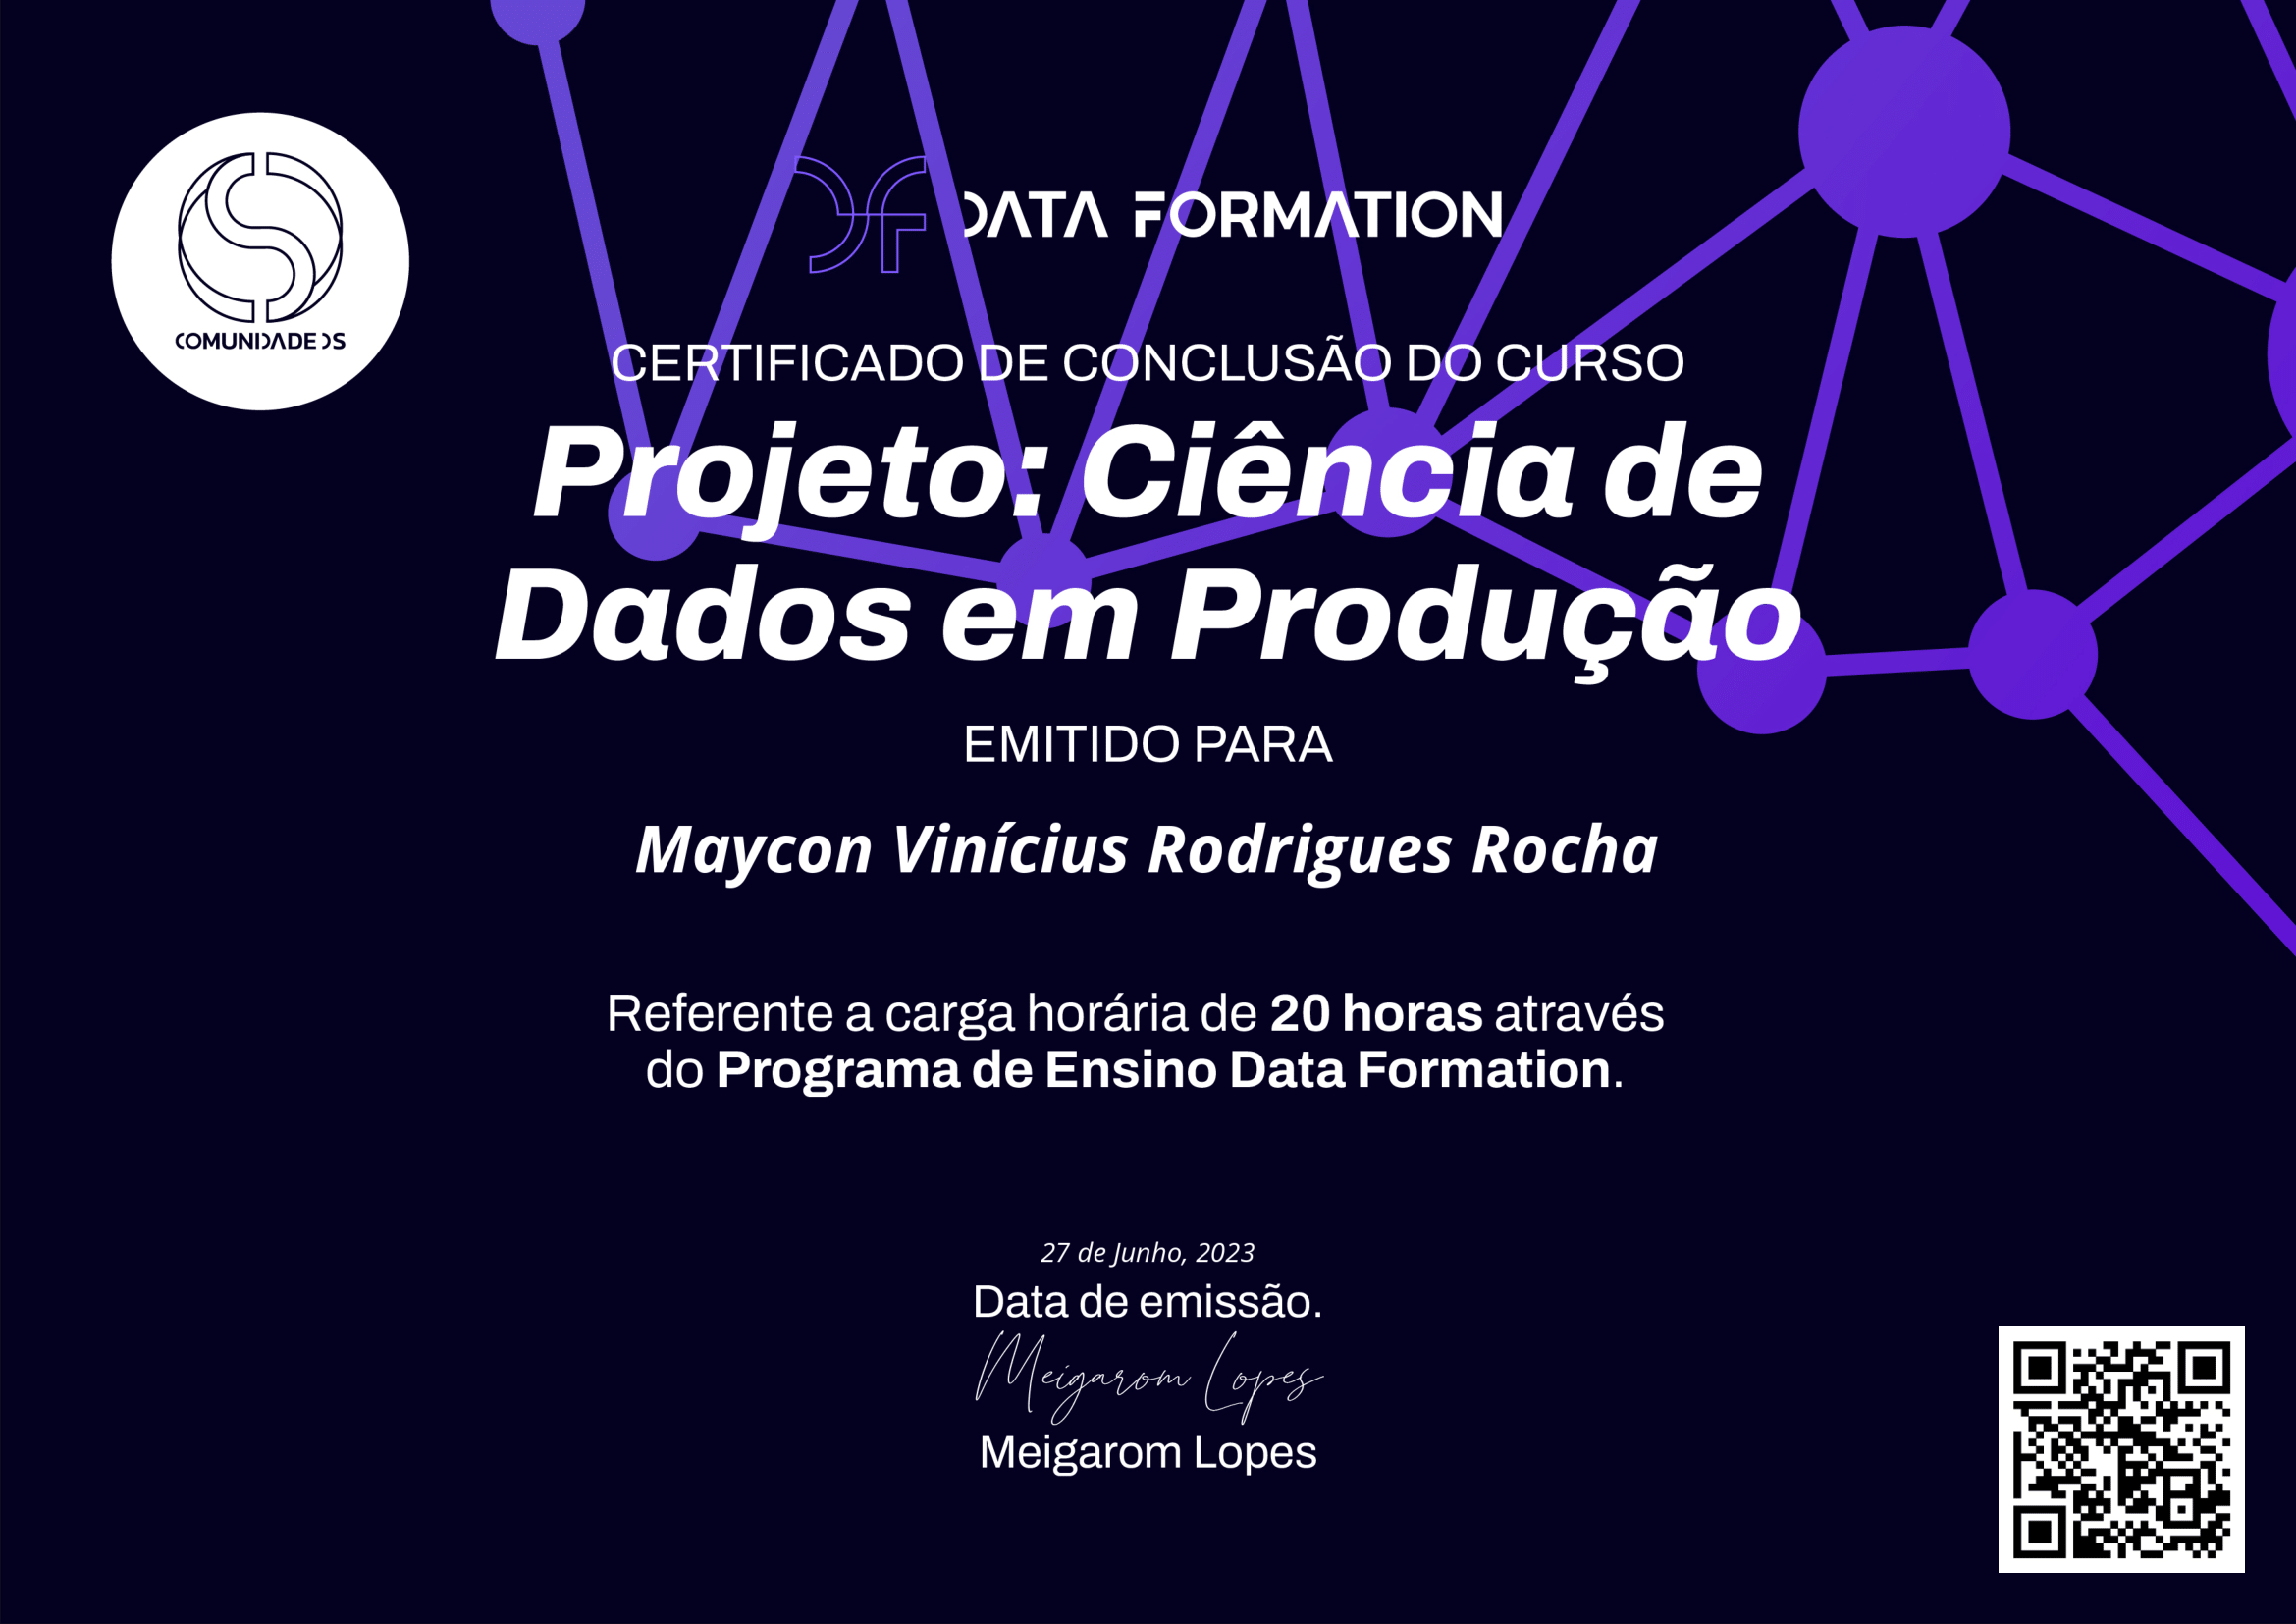 COMUNIDADE DS
DATA FORMATION
CERTIFICADO DE CONCLUSÃO DO CURSO
Projeto: Ciência de
Dados em Produção
EMITIDO PARA
Maycon Vinícius Rodrigues Rocha
Referente a carga horária de 20 horas através
do Programa de Ensino Data Formation.
27 de Junho, 2023
Data de emissão.
Meigarom Lopes
Meigarom Lopes